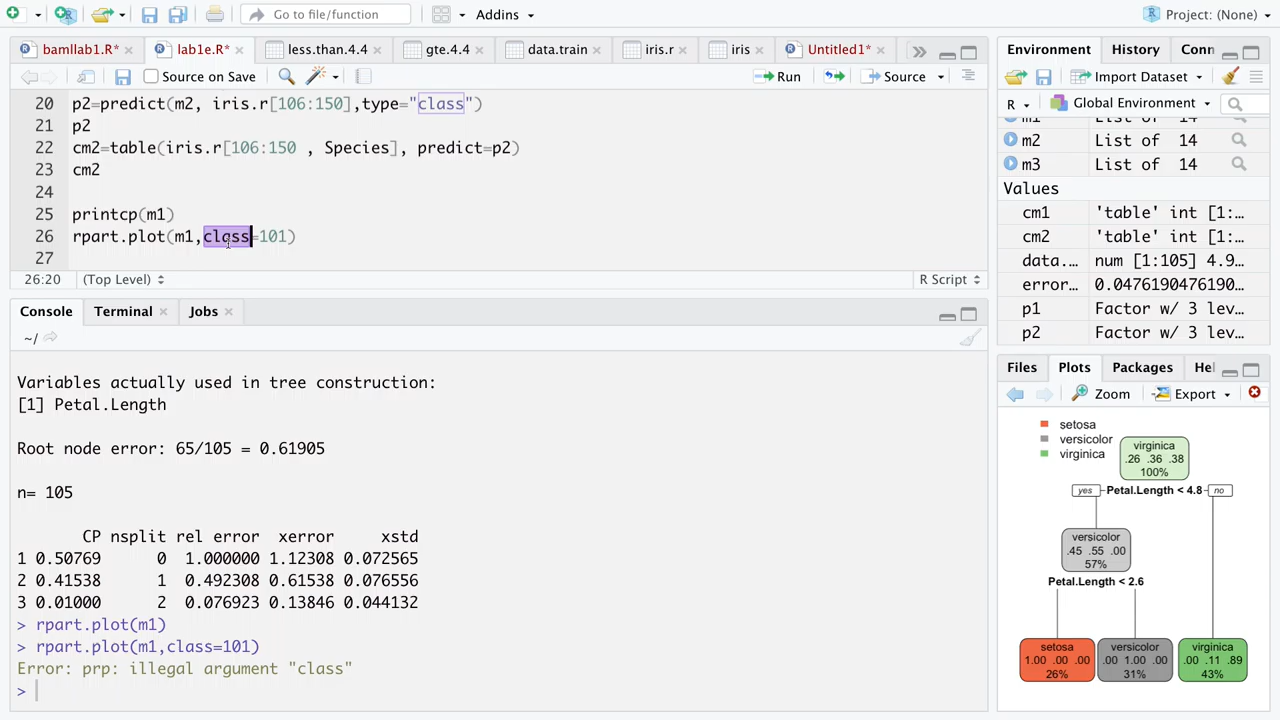 Go to file/function
Addins
Project: (None)
bamllab1.R*
lab1e.R*
less.than.4.4
gte.4.4
data.train
iris.r
iris
Untitled1*
Source on Save
Run
Source
20 p2=predict(m2, iris.r[106:150],type="class")
21 p2
22 cm2=table(iris.r[106:150 , Species], predict=p2)
23 cm2
24
25 printcp(m1)
26 rpart.plot(m1,class=101)
27
26:20 (Top Level) R Script
Console Terminal Jobs
~/
Variables actually used in tree construction:
[1] Petal.Length
Root node error: 65/105 = 0.61905
n= 105
CP nsplit rel error xerror xstd
1 0.50769 0 1.000000 1.12308 0.072565
2 0.41538 1 0.492308 0.61538 0.076556
3 0.01000 2 0.076923 0.13846 0.044132
> rpart.plot(m1)
> rpart.plot(m1,class=101)
Error: prp: illegal argument "class"
>
Environment History Conn
Import Dataset
R Global Environment
m1 List of 14
m2 List of 14
m3 List of 14
Values
cm1 'table' int [1:…
cm2 'table' int [1:…
data.… num [1:105] 4.9…
error… 0.0476190476190…
p1 Factor w/ 3 lev…
p2 Factor w/ 3 lev…
Files Plots Packages Hel
Zoom Export
setosa
versicolor
virginica
virginica
.26 .36 .38
100%
yes Petal.Length < 4.8 no
versicolor
.45 .55 .00
57%
Petal.Length < 2.6
setosa
1.00 .00 .00
26%
versicolor
.00 1.00 .00
31%
virginica
.00 .11 .89
43%